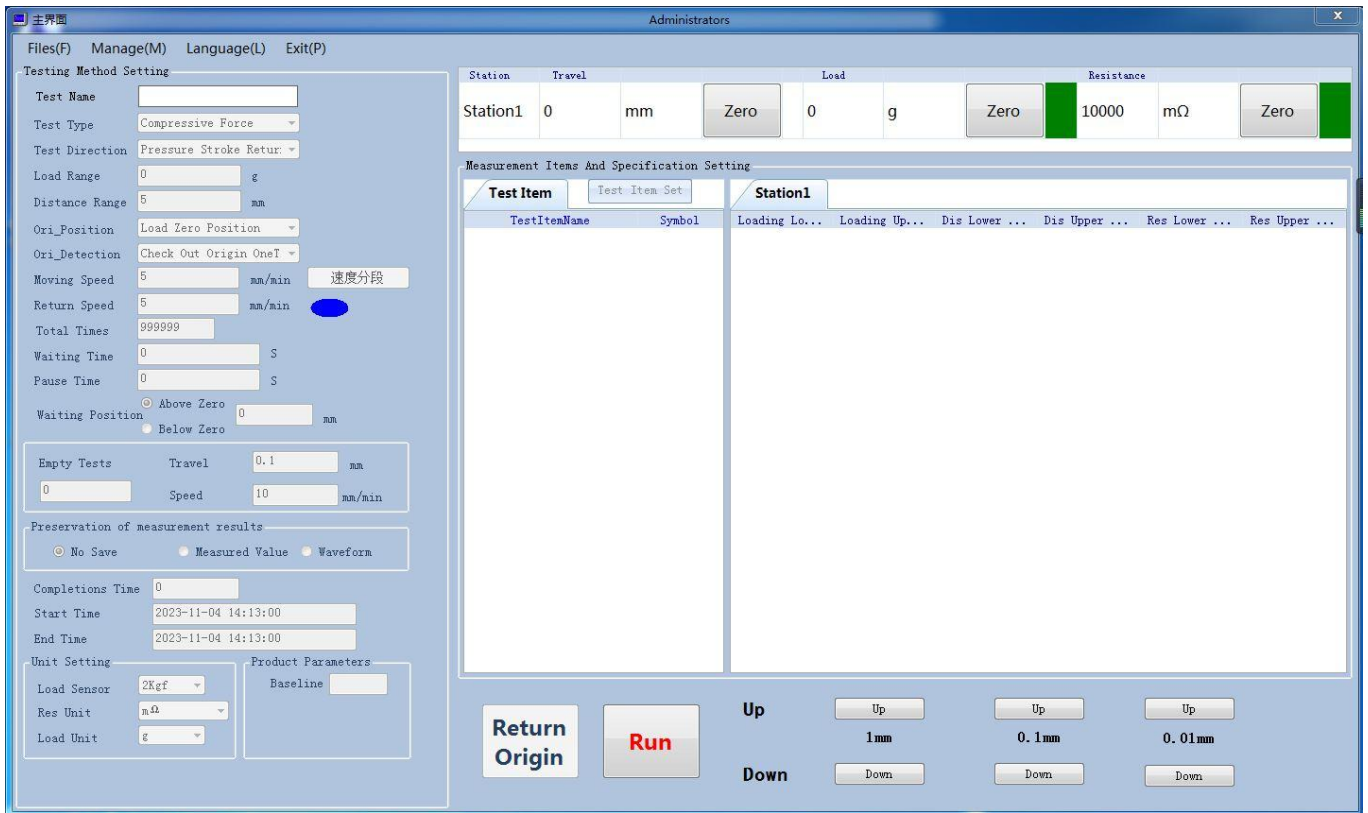 主界面 Administrators x
Files(F) Manage(M) Language(L) Exit(P)
Testing Method Setting
Test Name
Test Type Compressive Force
Test Direction Pressure Stroke Retur:
Load Range 0 g
Distance Range 5 mm
Ori_Position Load Zero Position
Ori_Detection Check Out Origin OneT
Moving Speed 5 mm/min 速度分段
Return Speed 5 mm/min
Total Times 999999
Waiting Time 0 S
Pause Time 0 S
Waiting Position Above Zero 0 mm
Below Zero
Empty Tests Travel 0.1 mm
0 Speed 10 mm/min
Preservation of measurement results
No Save Measured Value Waveform
Completions Time 0
Start Time 2023-11-04 14:13:00
End Time 2023-11-04 14:13:00
Unit Setting
Load Sensor 2Kgf
Res Unit mΩ
Load Unit g
Product Parameters
Baseline
Station Travel Load Resistance
Station1 0 mm Zero 0 g Zero 10000 mΩ Zero
Measurement Items And Specification Setting
Test Item Test Item Set Station1
TestItemName Symbol Loading Lo... Loading Up... Dis Lower ... Dis Upper ... Res Lower ... Res Upper ...
Return
Origin
Run
Up Up Up Up
1mm 0.1mm 0.01mm
Down Down Down Down